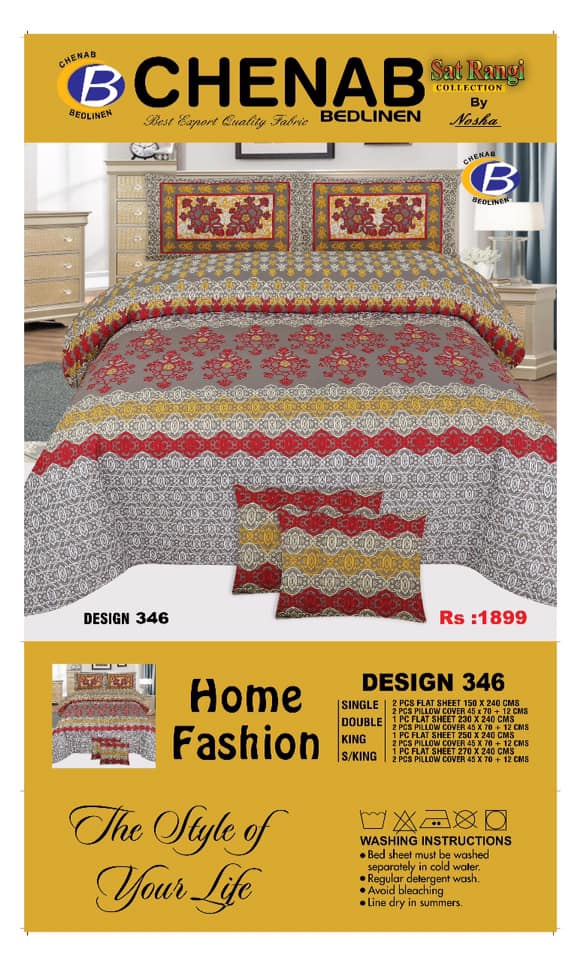 CHENAB
B
BEDLINEN
CHENAB
BEDLINEN
Best Export Quality Fabric
Sat Rangi
COLLECTION
By
Nosha
CHENAB
B
BEDLINEN
DESIGN 346
Rs :1899
Home
Fashion
DESIGN 346
SINGLE 2 PCS FLAT SHEET 150 X 240 CMS
2 PCS PILLOW COVER 45 x 70 + 12 CMS
DOUBLE 1 PC FLAT SHEET 230 X 240 CMS
2 PCS PILLOW COVER 45 X 70 + 12 CMS
KING 1 PC FLAT SHEET 250 X 240 CMS
2 PCS PILLOW COVER 45 X 70 + 12 CMS
S/KING 1 PC FLAT SHEET 270 X 240 CMS
2 PCS PILLOW COVER 45 X 70 + 12 CMS
The Style of
Your Life
WASHING INSTRUCTIONS
• Bed sheet must be washed
separately in cold water.
• Regular detergent wash.
• Avoid bleaching
• Line dry in summers.